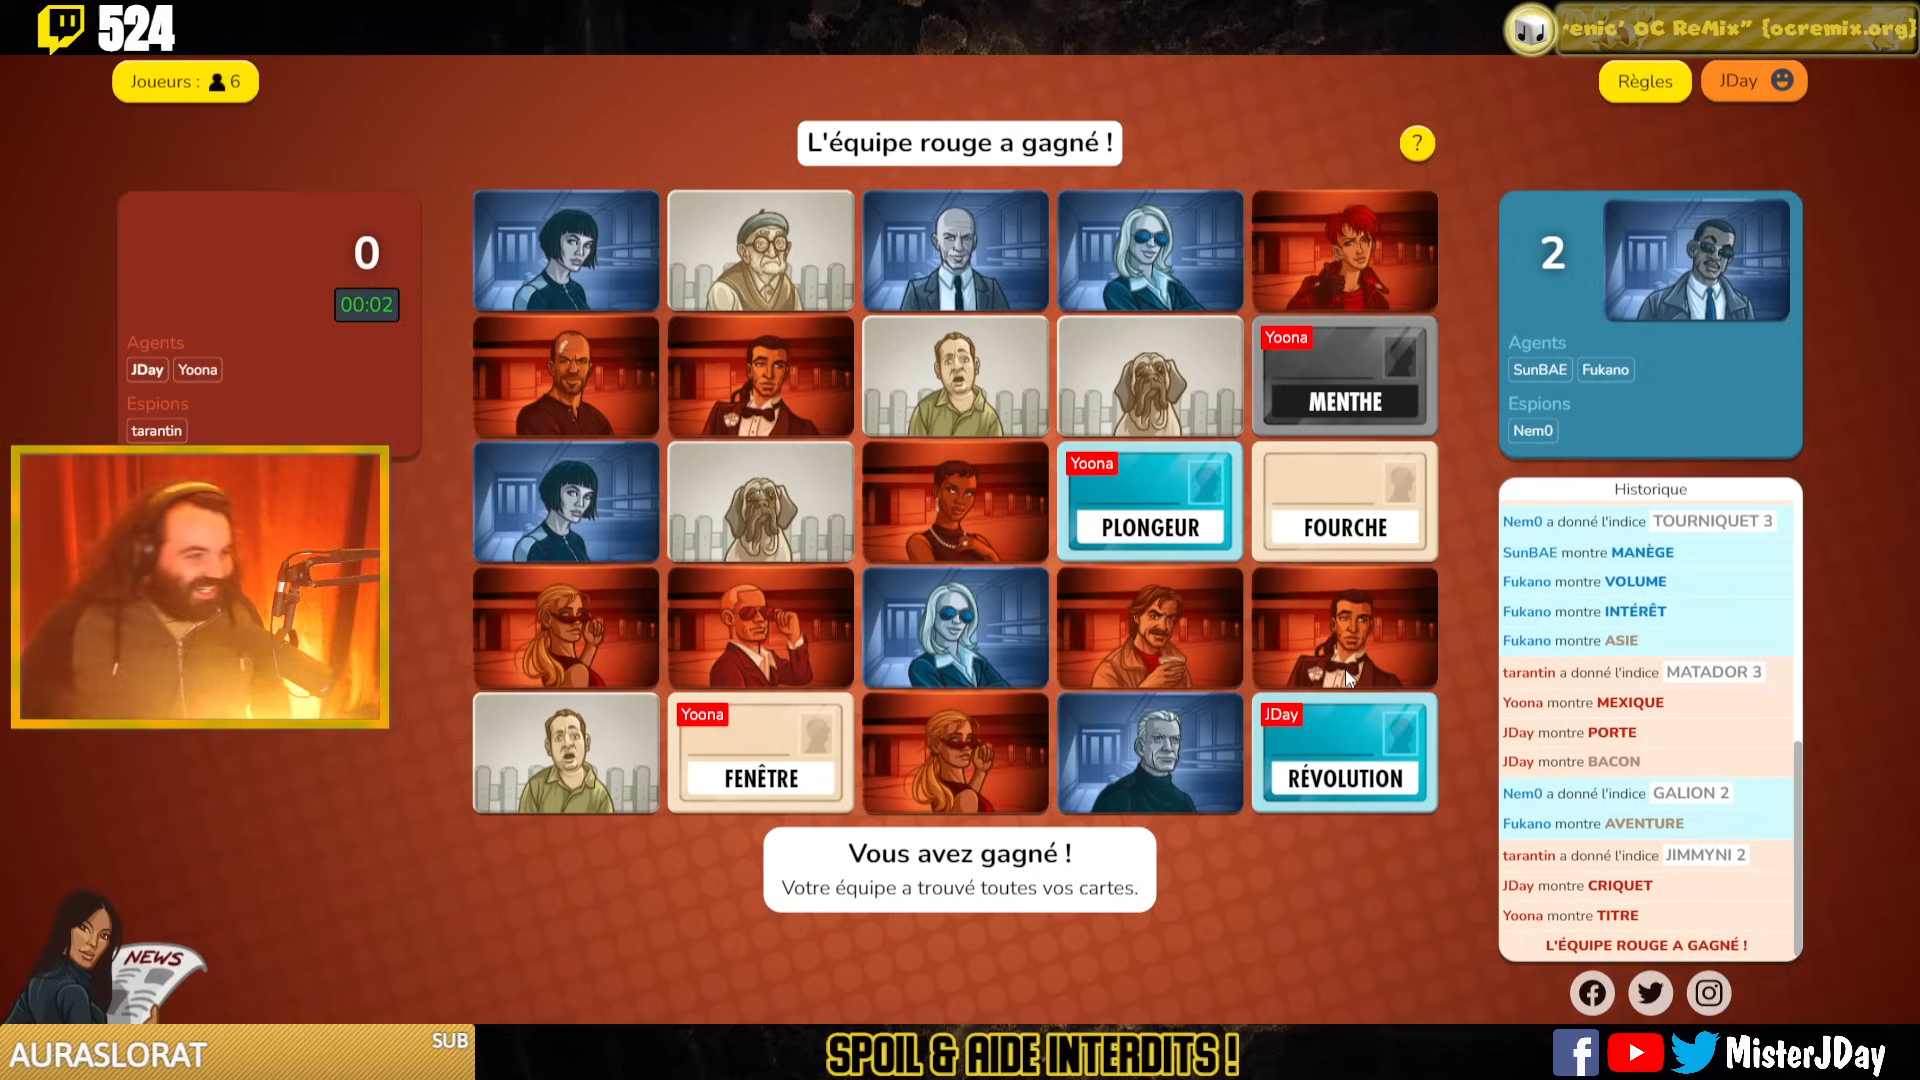 524
renic' OC ReMix" {ocremix.org}
Joueurs : 6
Règles
JDay
L'équipe rouge a gagné !
?
0
00:02
Agents
JDay Yoona
Espions
tarantin
2
Agents
SunBAE Fukano
Espions
Nem0
Yoona
MENTHE
Yoona
PLONGEUR
FOURCHE
Yoona
FENÊTRE
JDay
RÉVOLUTION
Historique
Nem0 a donné l'indice TOURNIQUET 3
SunBAE montre MANÈGE
Fukano montre VOLUME
Fukano montre INTÉRÊT
Fukano montre ASIE
tarantin a donné l'indice MATADOR 3
Yoona montre MEXIQUE
JDay montre PORTE
JDay montre BACON
Nem0 a donné l'indice GALION 2
Fukano montre AVENTURE
tarantin a donné l'indice JIMMYNI 2
JDay montre CRIQUET
Yoona montre TITRE
L'ÉQUIPE ROUGE A GAGNÉ !
Vous avez gagné !
Votre équipe a trouvé toutes vos cartes.
NEWS
AURASLORAT
SUB
SPOIL & AIDE INTERDITS !
MisterJDay